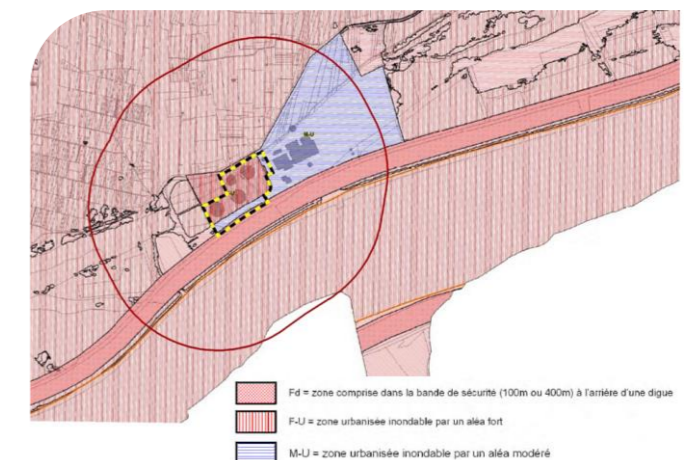 M-U
Fd = zone comprise dans la bande de sécurité (100m ou 400m) à l'arrière d'une digue
F-U = zone urbanisée inondable par un aléa fort
M-U = zone urbanisée inondable par un aléa modéré